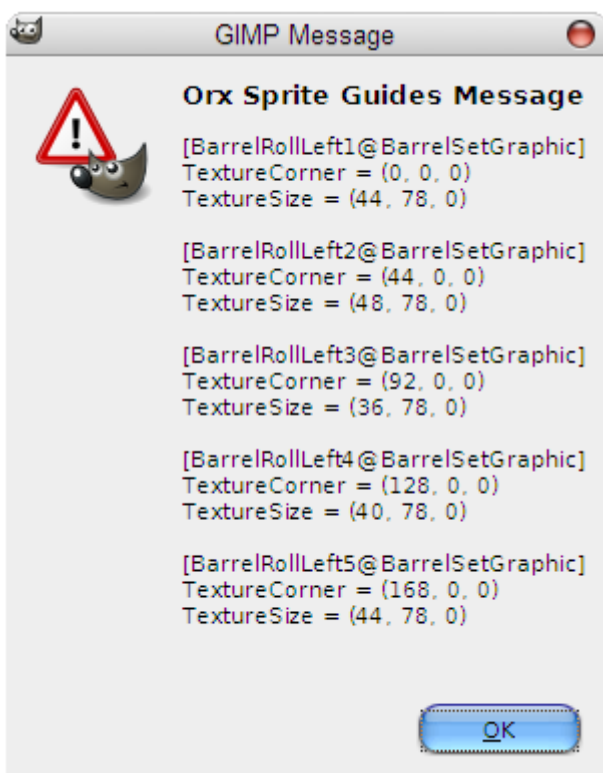 GIMP Message
Orx Sprite Guides Message
[BarrelRollLeft1@BarrelSetGraphic]
TextureCorner = (0, 0, 0)
TextureSize = (44, 78, 0)
[BarrelRollLeft2@BarrelSetGraphic]
TextureCorner = (44, 0, 0)
TextureSize = (48, 78, 0)
[BarrelRollLeft3@BarrelSetGraphic]
TextureCorner = (92, 0, 0)
TextureSize = (36, 78, 0)
[BarrelRollLeft4@BarrelSetGraphic]
TextureCorner = (128, 0, 0)
TextureSize = (40, 78, 0)
[BarrelRollLeft5@BarrelSetGraphic]
TextureCorner = (168, 0, 0)
TextureSize = (44, 78, 0)
OK